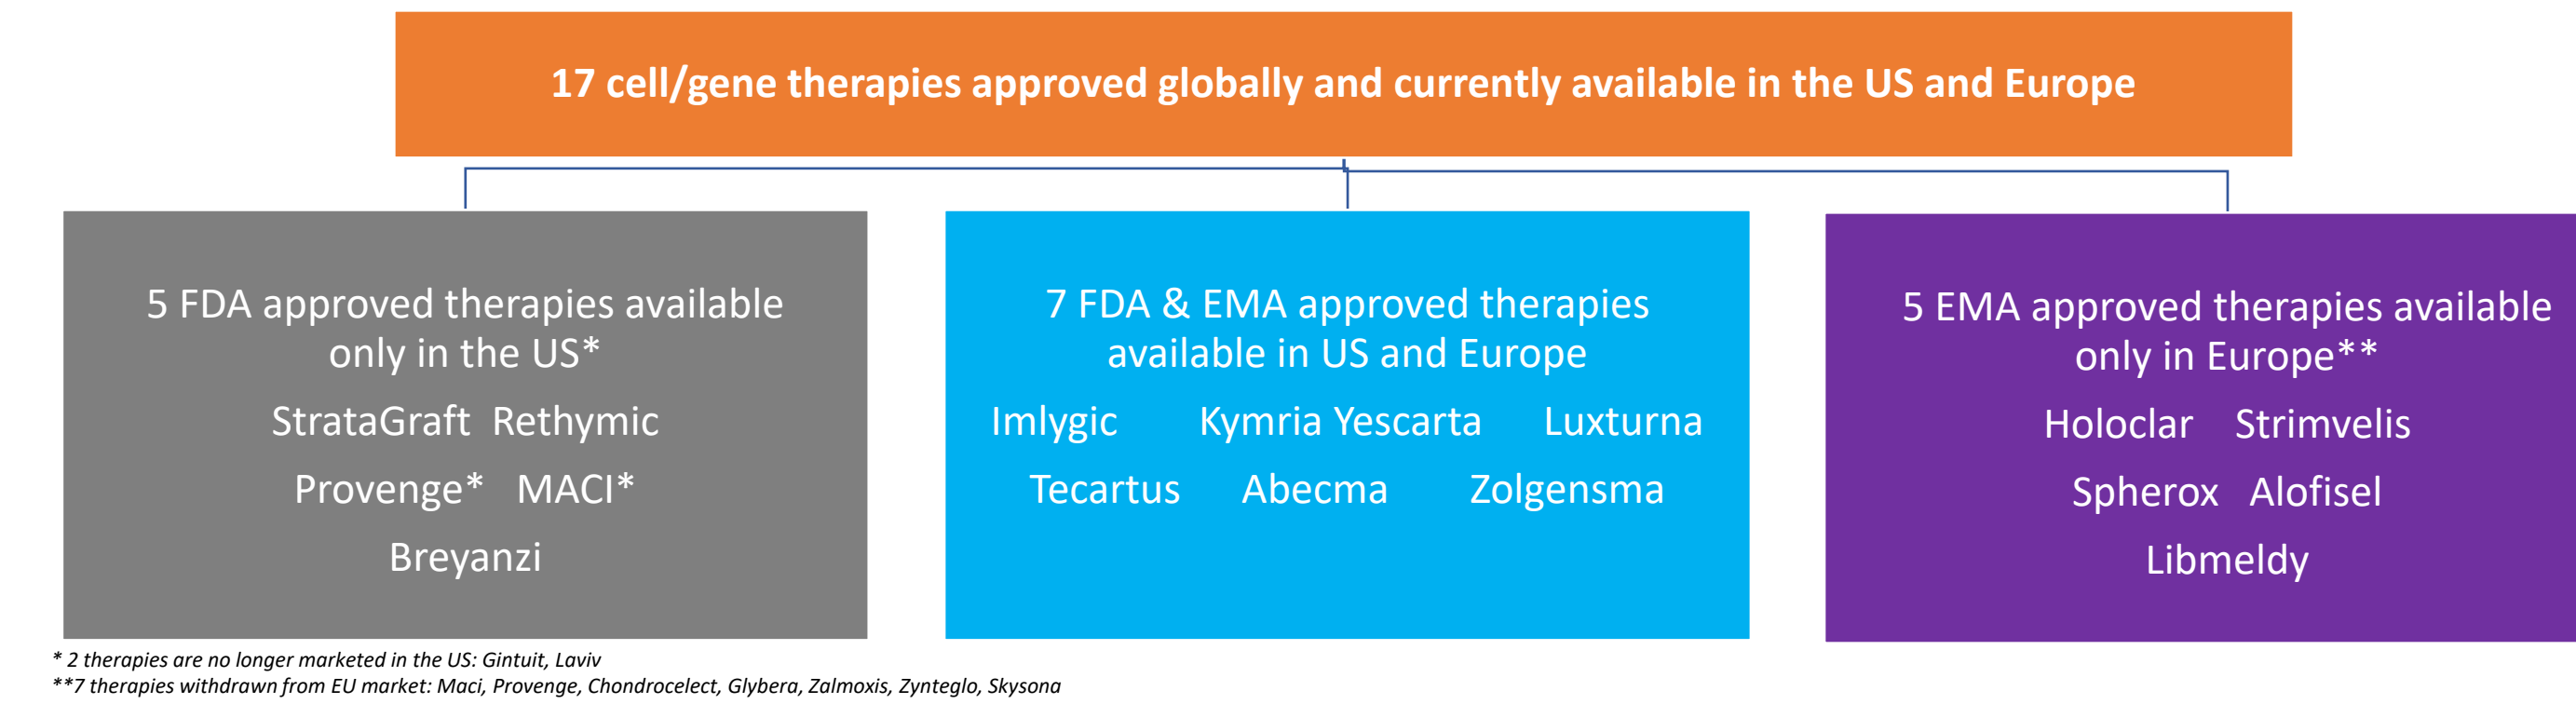 17 cell/gene therapies approved globally and currently available in the US and Europe
5 FDA approved therapies available
only in the US*
StrataGraft Rethymic
Provenge* MACI*
Breyanzi
7 FDA & EMA approved therapies
available in US and Europe
Imlygic Kymria Yescarta Luxturna
Tecartus Abecma Zolgensma
5 EMA approved therapies available
only in Europe**
Holoclar Strimvelis
Spherox Alofisel
Libmeldy
* 2 therapies are no longer marketed in the US: Gintuit, Laviv
**7 therapies withdrawn from EU market: Maci, Provenge, Chondrocelect, Glybera, Zalmoxis, Zynteglo, Skysona